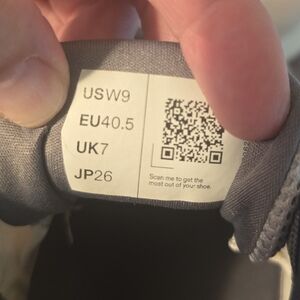 USW9
EU40.5
UK7
JP26
Scan me to get the
most out of your shoe.